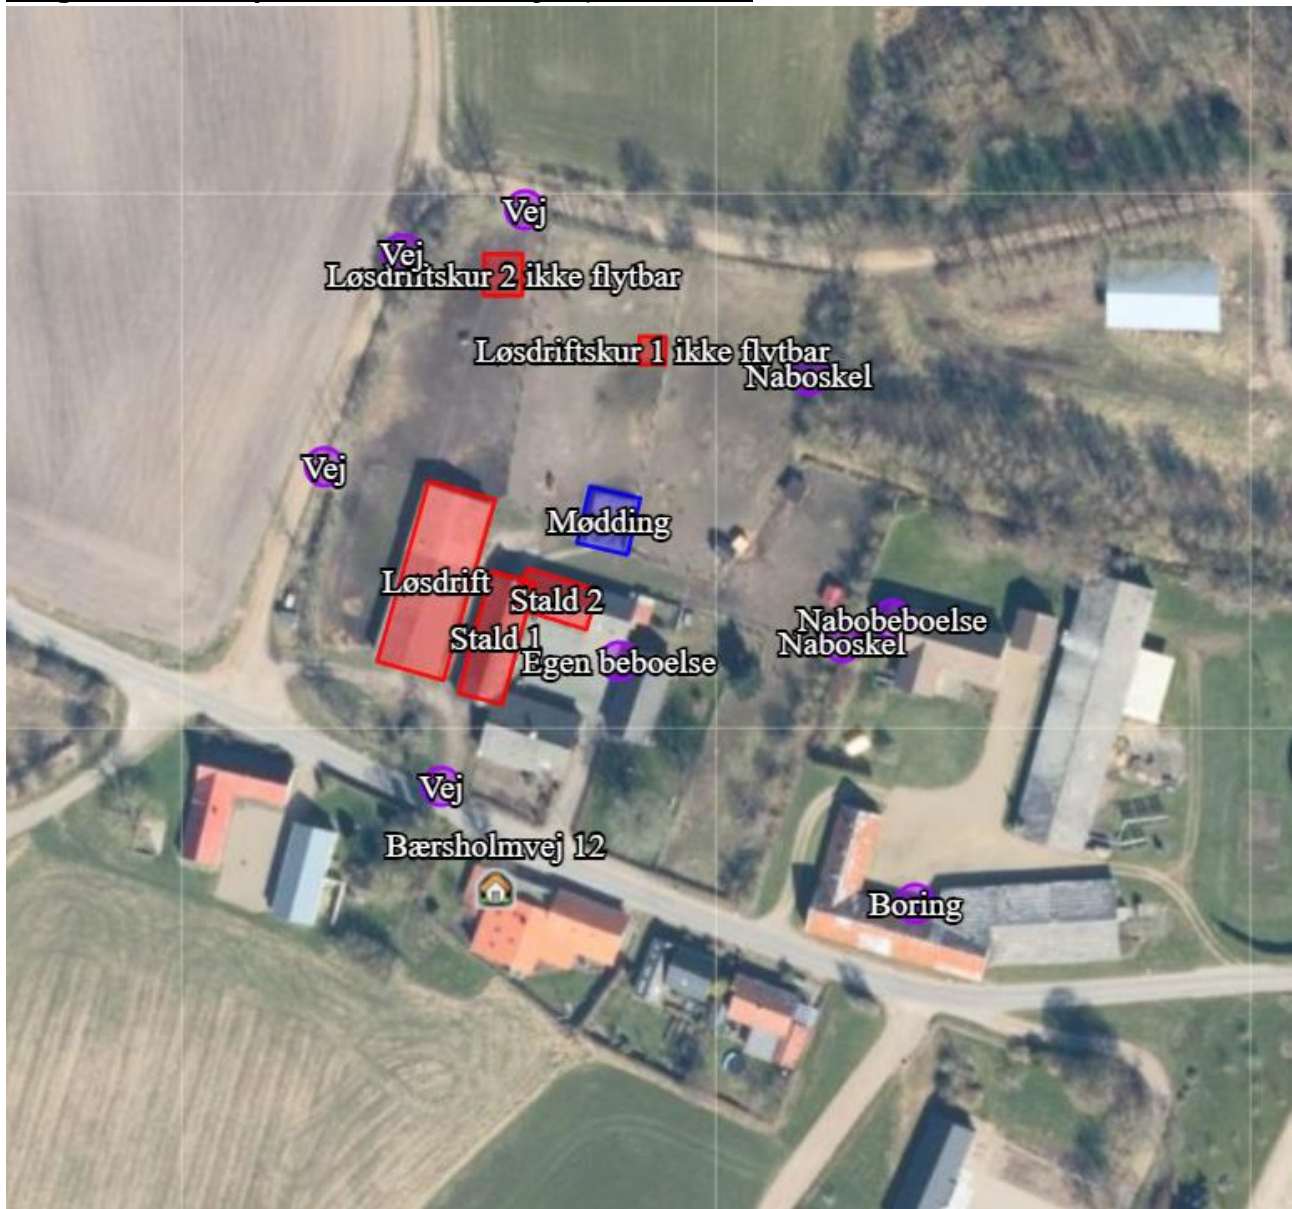 Vej
Vej
Løsdriftskur 2 ikke flytbar
Løsdriftskur 1 ikke flytbar
Naboskel
Vej
Mødding
Løsdrift
Stald 2
Nabobeboelse
Stald 1
Naboskel
Egen beboelse
Vej
Bærsholmvej 12
Boring